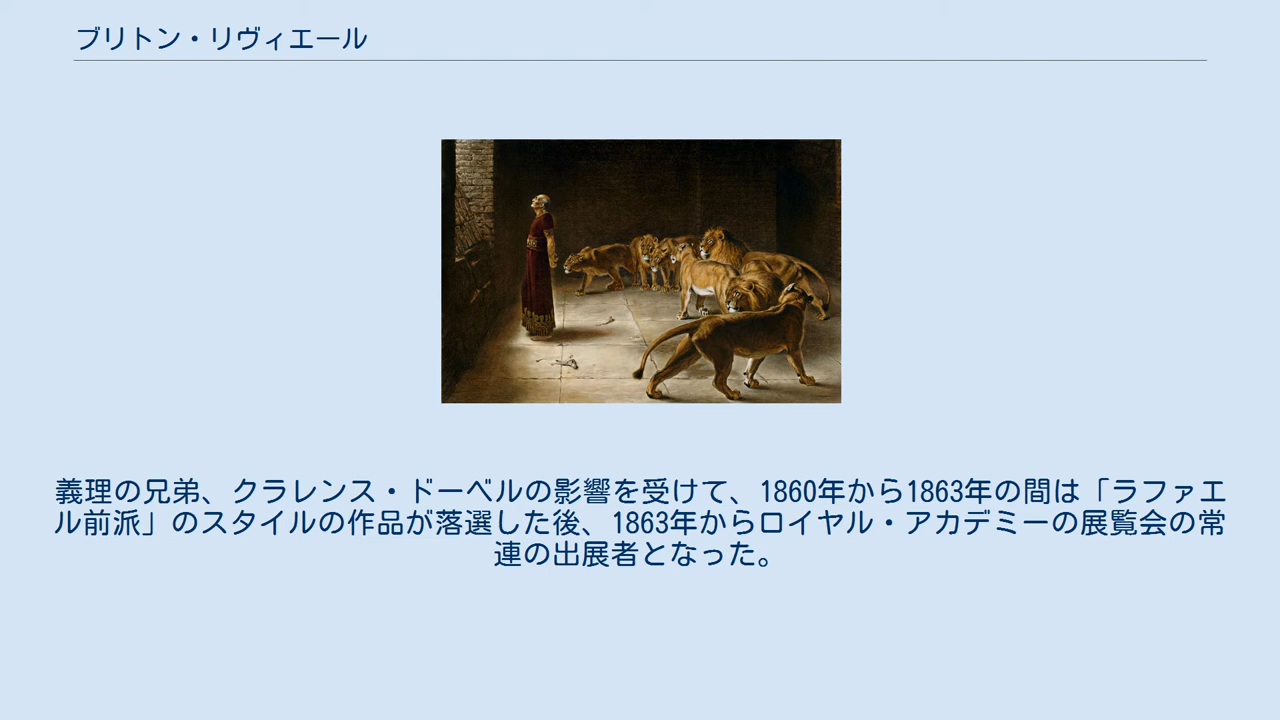 ブリトン・リヴィエール
義理の兄弟、クラレンス・ドーベルの影響を受けて、1860年から1863年の間は「ラファエ
ル前派」のスタイルの作品が落選した後、1863年からロイヤル・アカデミーの展覧会の常
連の出展者となった。